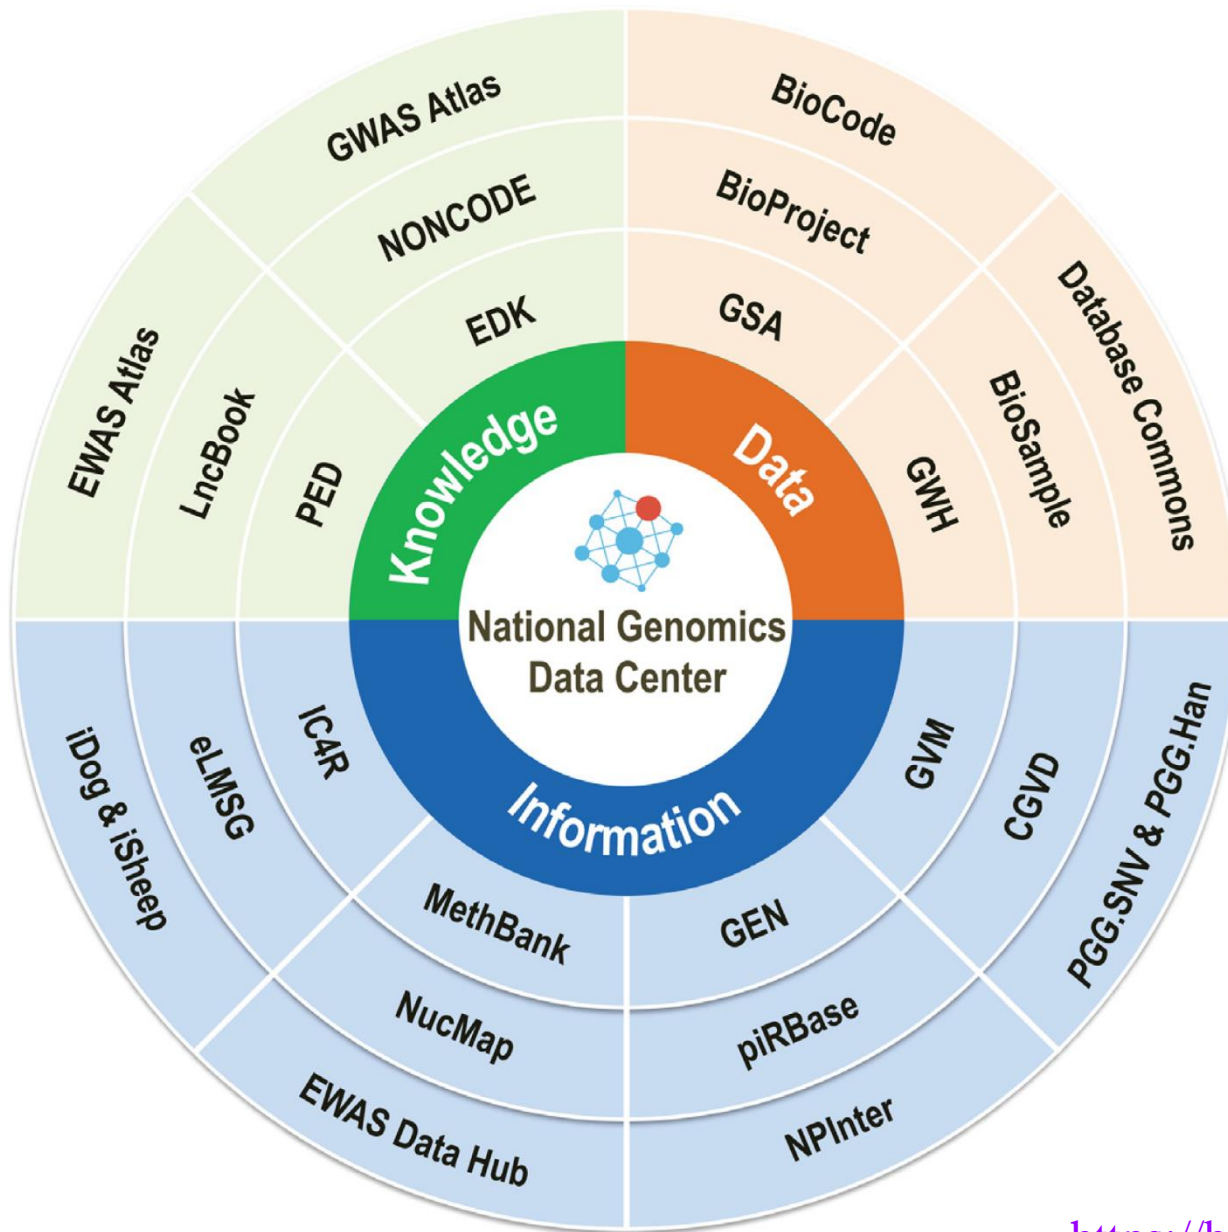 GWAS Atlas
BioCode
NONCODE
BioProject
EDK
GSA
EWAS Atlas
LncBook
PED
Database Commons
BioSample
GWH
Knowledge
Data
National Genomics
Data Center
Information
iDog & iSheep
eLMSG
IC4R
GVM
CGVD
PGG.SNV & PGG.Han
MethBank
GEN
NucMap
piRBase
EWAS Data Hub
NPInter